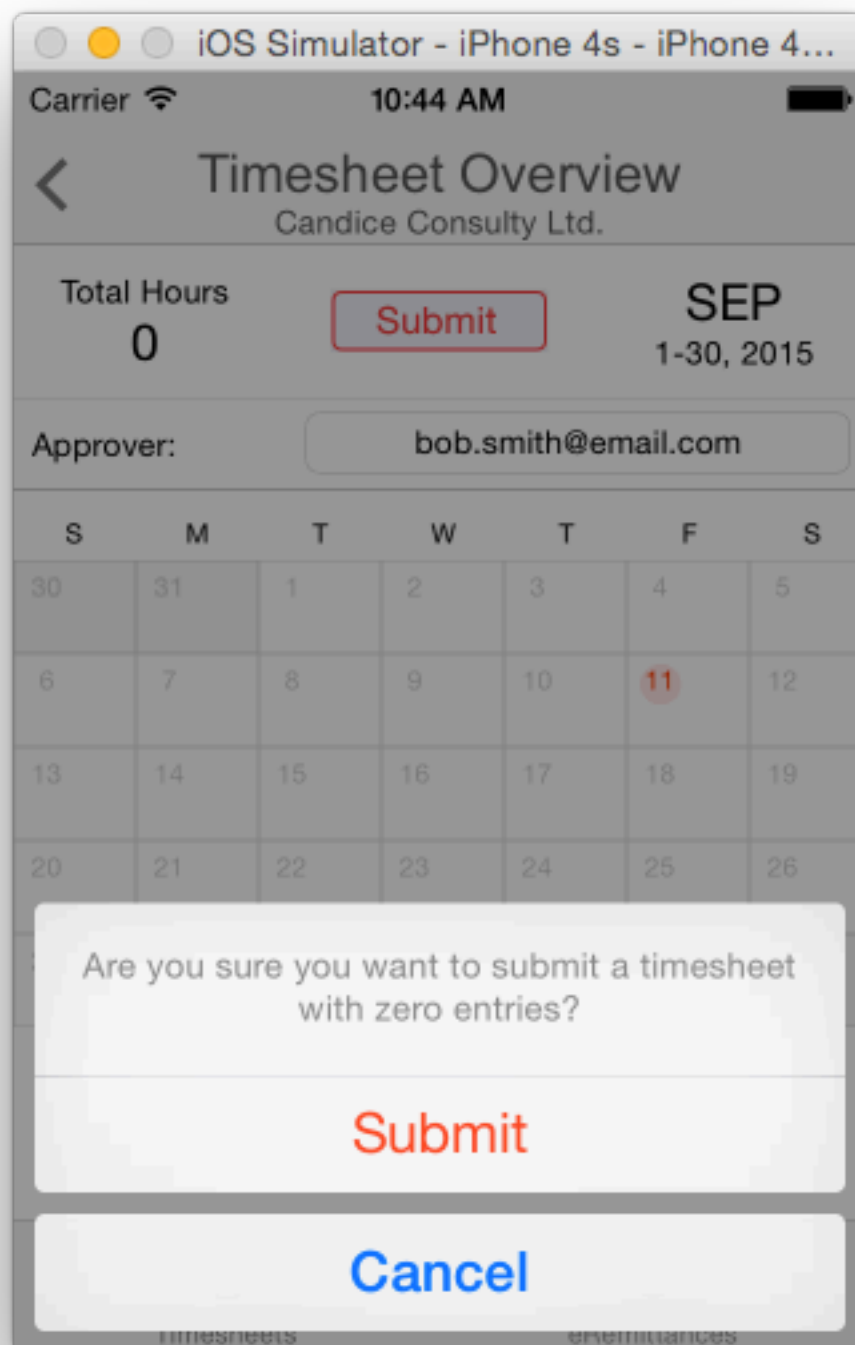 iOS Simulator - iPhone 4s - iPhone 4...
Carrier 10:44 AM
Timesheet Overview
Candice Consulty Ltd.
Total Hours
0
Submit
SEP
1-30, 2015
Approver: bob.smith@email.com
S M T W T F S
30 31 1 2 3 4 5
6 7 8 9 10 11 12
13 14 15 16 17 18 19
20 21 22 23 24 25 26
Are you sure you want to submit a timesheet
with zero entries?
Submit
Cancel
Timesheets eRemittances